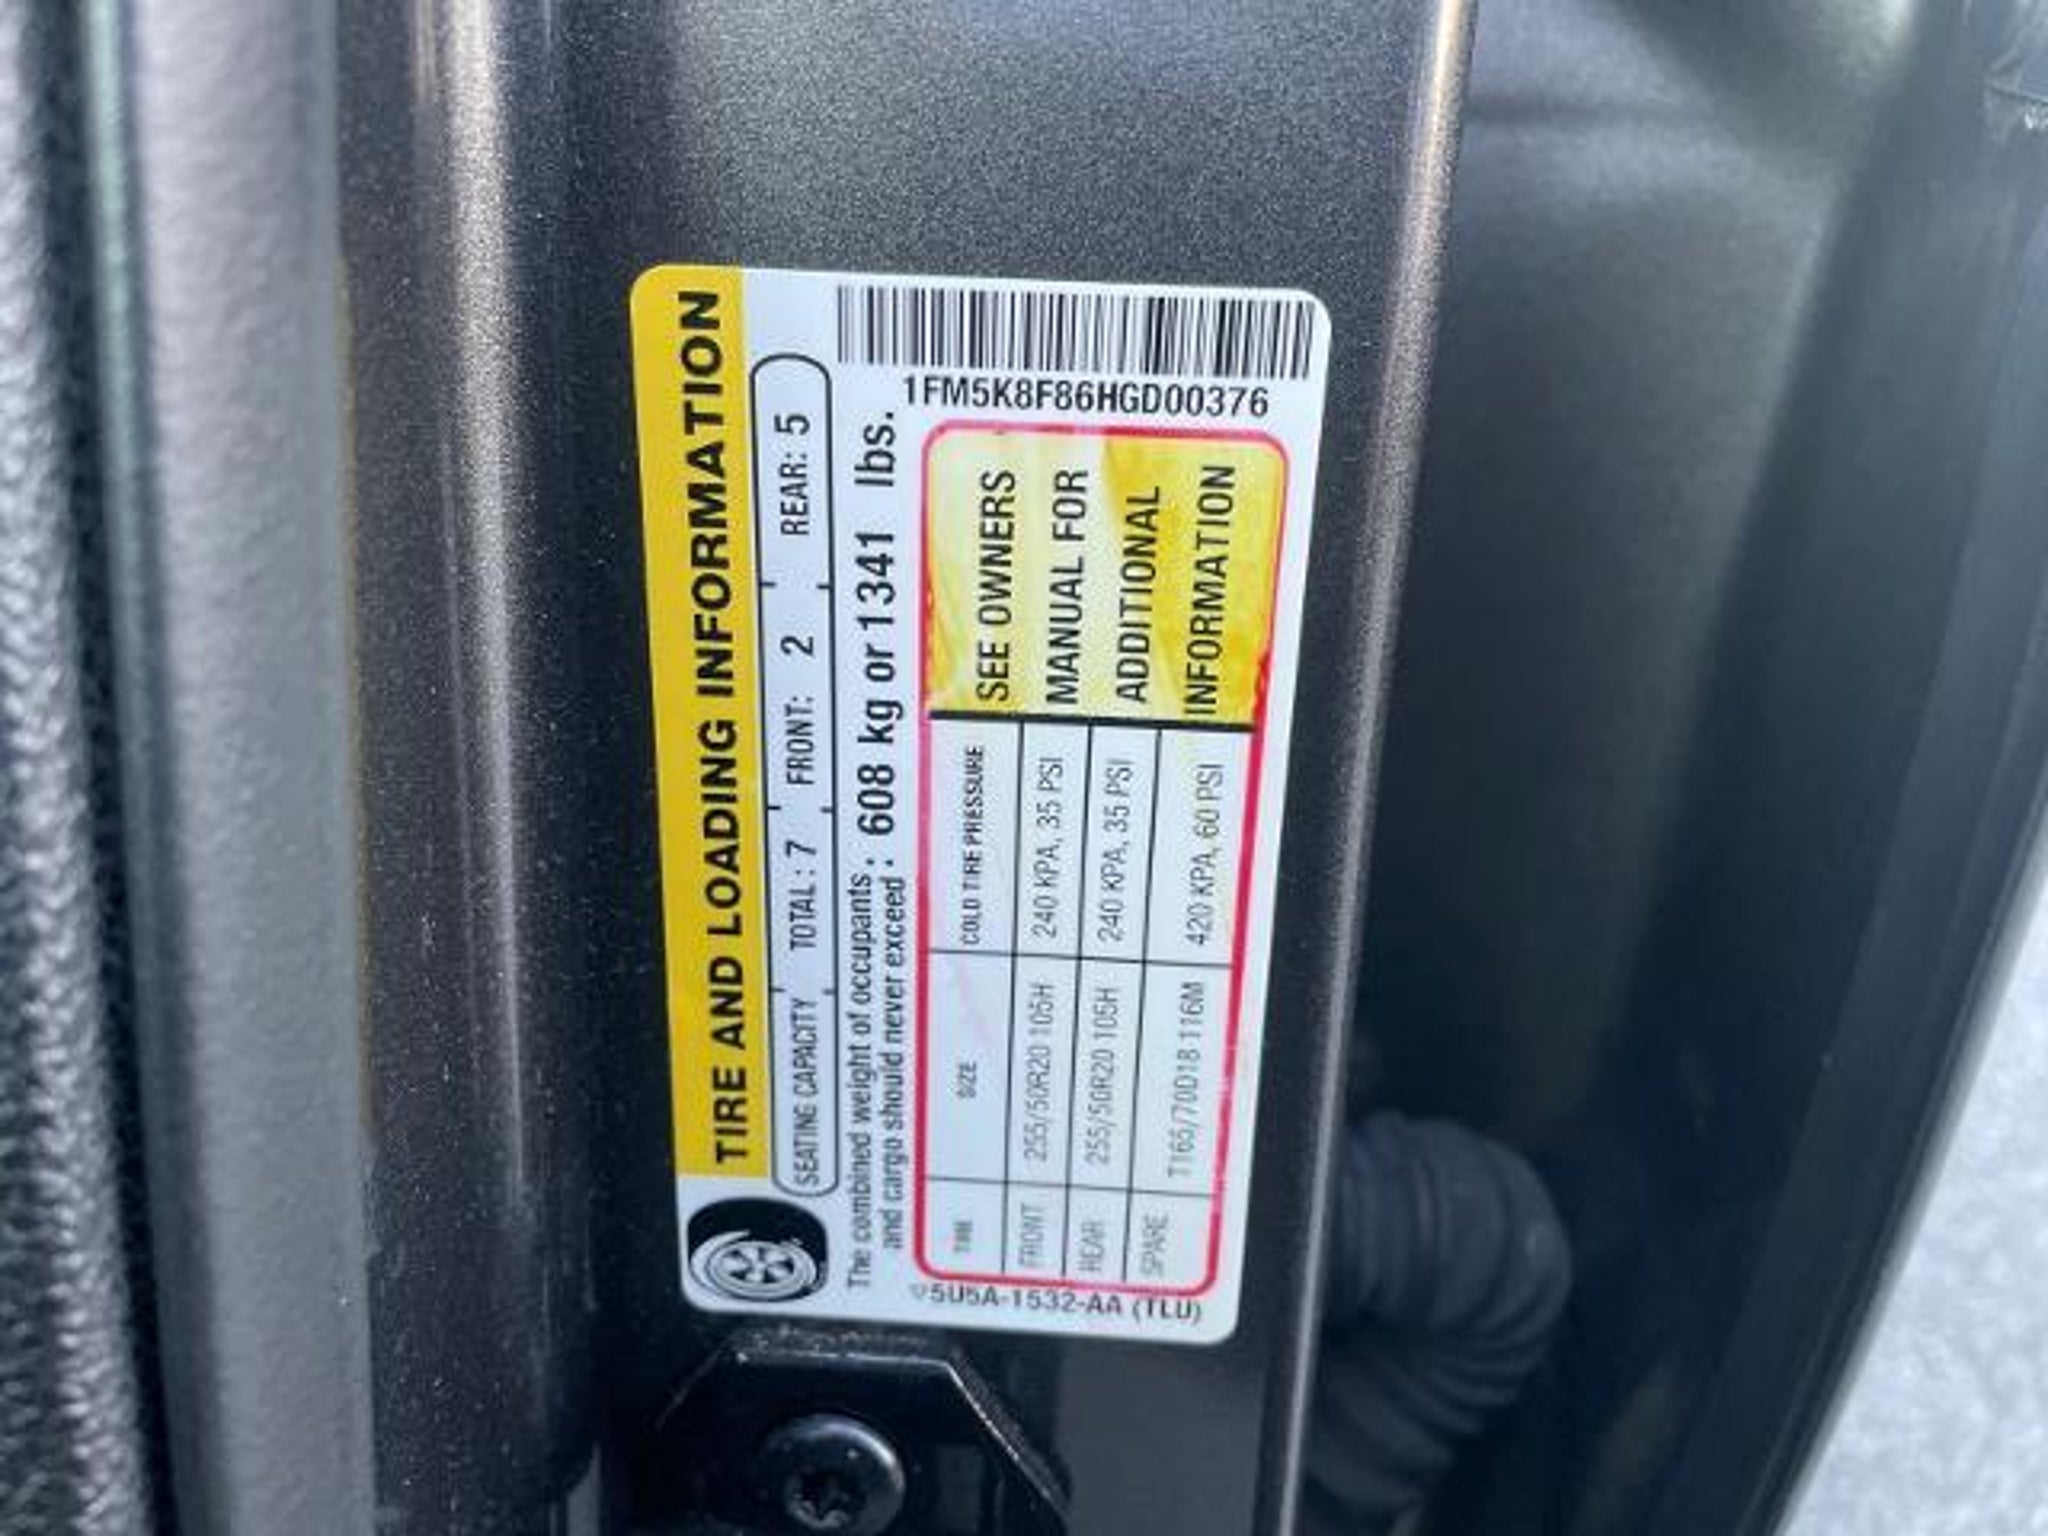 TIRE AND LOADING INFORMATION
SEATING CAPACITY TOTAL: 7 FRONT: 2 REAR: 5
The combined weight of occupants
and cargo should never exceed : 608 kg or 1341 lbs.
TIRE SIZE COLD TIRE PRESSURE
FRONT 255/50R20 105H 240 KPA, 35 PSI
REAR 255/50R20 105H 240 KPA, 35 PSI
SPARE T165/70D18 116M 420 KPA, 60 PSI
SEE OWNERS
MANUAL FOR
ADDITIONAL
INFORMATION
5U5A-1532-AA (TLU)
1FM5K8F86HGD00376